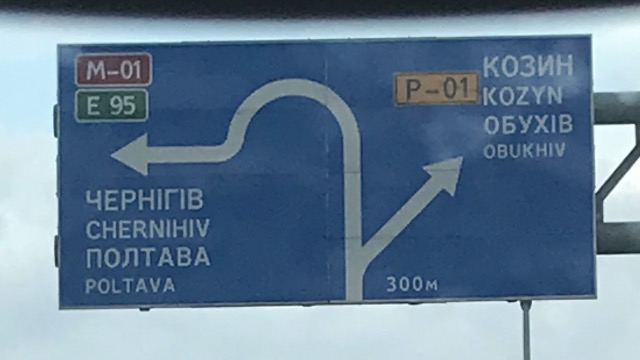 М-01
E 95
ЧЕРНІГІВ
CHERNIHIV
ПОЛТАВА
POLTAVA
Р-01
КОЗИН
KOZYN
ОБУХІВ
OBUKHIV
300м